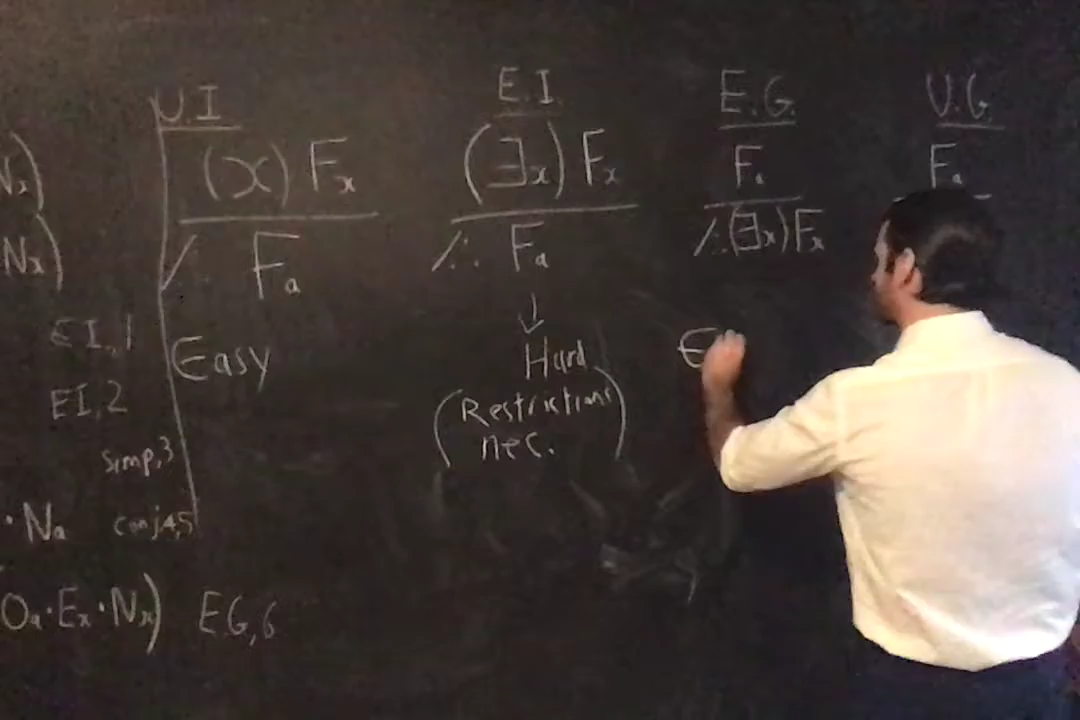 U.I
E.I.
E.G.
U.G.
Nx)
(x) Fx
(∃x) Fx
Fa
Fa
Nx)
/∴ Fa
/∴ Fa
/∴ (∃x) Fx
EI, 1
Easy
↓
Hard
E
EI, 2
(Restrictions
nec.)
simp, 3
· Na conj 4,5
Oa · Ex · Nx) EG, 6